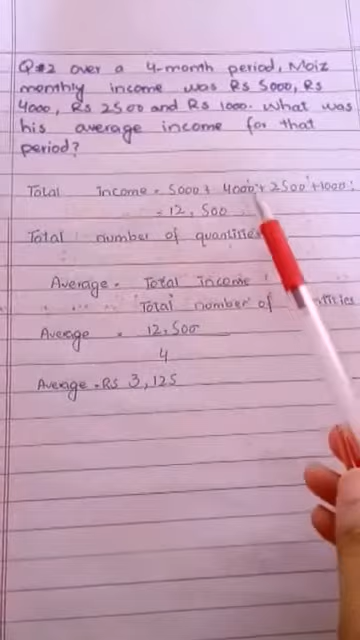 Q#2 over a 4-month period, Moiz
monthly income was Rs 5000, Rs
4000, Rs 2500 and Rs 1000. What was
his average income for that
period?
Total income = 5000 + 4000 + 2500 + 1000
= 12,500
Total number of quantities
Average = Total income
Total number of
Average = 12,500
4
Average = Rs 3,125